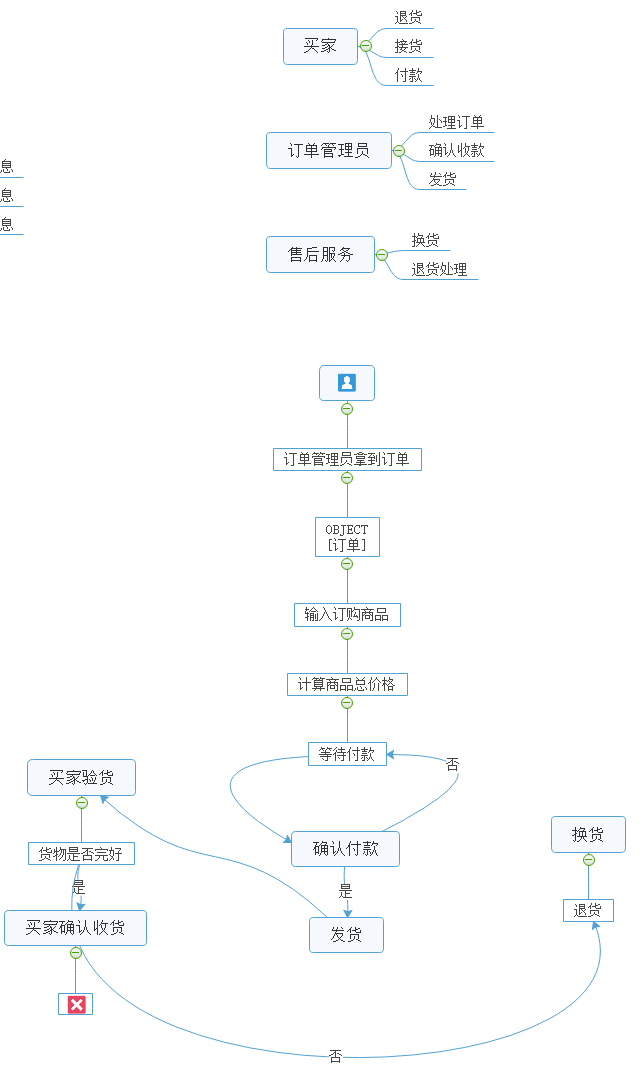 退货
买家
接货
付款
处理订单
订单管理员
确认收款
发货
息
息
息
换货
售后服务
退货处理
订单管理员拿到订单
OBJECT
[订单]
输入订购商品
计算商品总价格
等待付款
否
买家验货
确认付款
换货
货物是否完好
是
是
退货
买家确认收货
发货
否